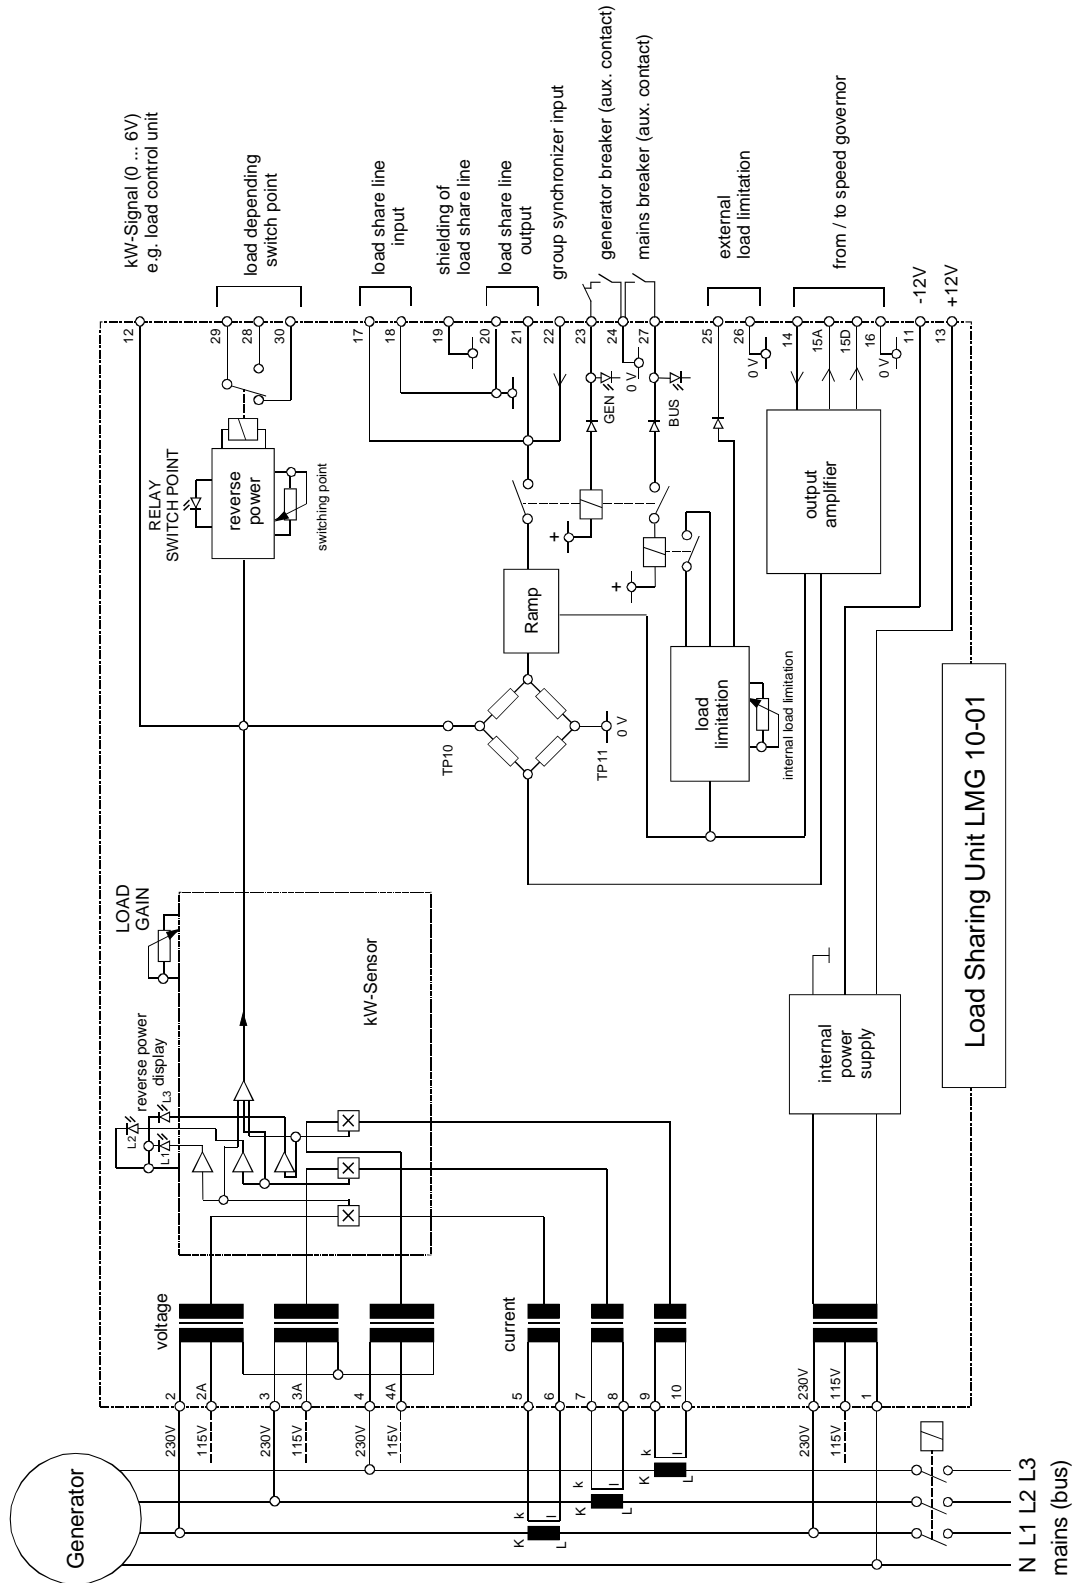 kW-Signal (0 ... 6V)
e.g. load control unit
load depending
switch point
load share line
input
shielding of
load share line
load share line
output
group synchronizer input
generator breaker (aux. contact)
mains breaker (aux. contact)
external
load limitation
from / to speed governor
-12V
+12V
12
29
28
30
17
18
19
20
21
22
23
24
27
25
26
14
15A
15D
16
11
13
0 V
0 V
0 V
GEN
BUS
RELAY
SWITCH POINT
reverse
power
switching point
+
+
Ramp
output
amplifier
load
limitation
internal load limitation
TP10
TP11
0 V
LOAD
GAIN
kW-Sensor
reverse power
display
L1
L2
L3
internal
power
supply
Load Sharing Unit LMG 10-01
voltage
current
2
2A
3
3A
4
4A
5
6
7
8
9
10
230V
115V
1
230V
115V
230V
115V
230V
115V
230V
115V
k
l
k
l
k
l
K
L
K
L
K
L
Generator
N L1 L2 L3
mains (bus)